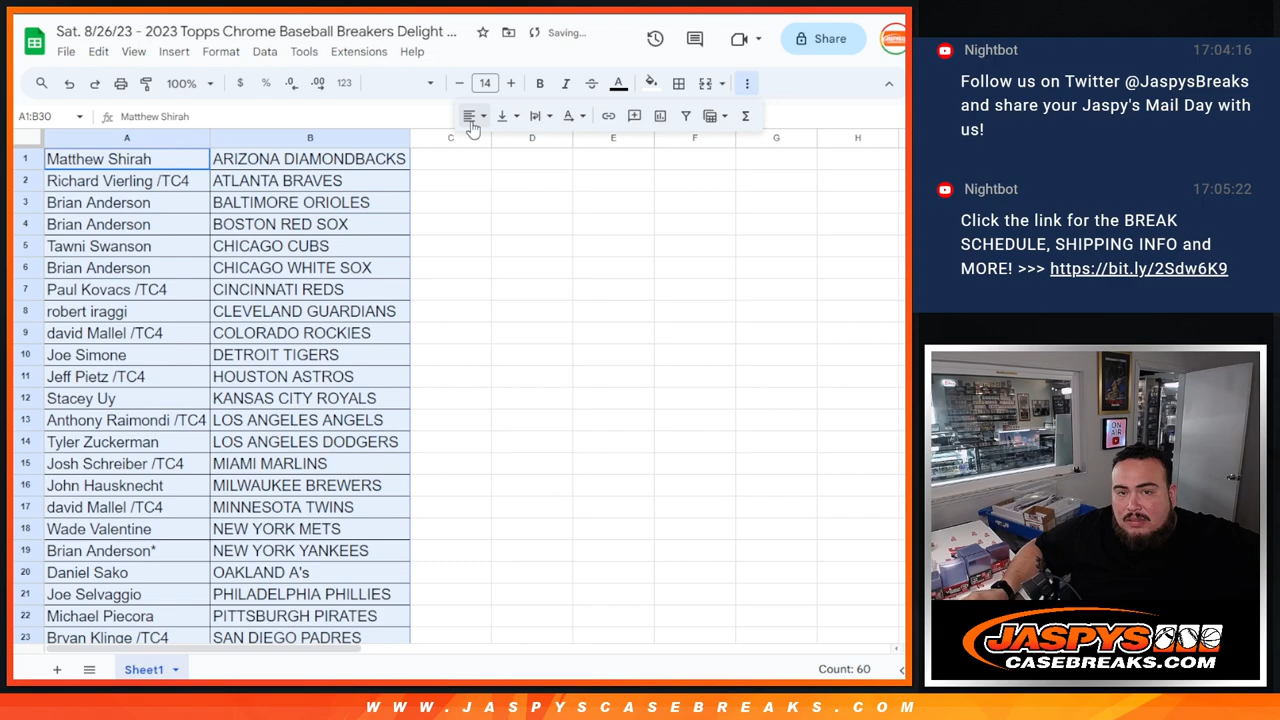 Sat. 8/26/23 - 2023 Topps Chrome Baseball Breakers Delight ...
Saving...
Share
File Edit View Insert Format Data Tools Extensions Help
100% $ % .0 .00 123 14 B I S A
A1:B30 fx Matthew Shirah
A B C D E F G H
1 Matthew Shirah ARIZONA DIAMONDBACKS
2 Richard Vierling /TC4 ATLANTA BRAVES
3 Brian Anderson BALTIMORE ORIOLES
4 Brian Anderson BOSTON RED SOX
5 Tawni Swanson CHICAGO CUBS
6 Brian Anderson CHICAGO WHITE SOX
7 Paul Kovacs /TC4 CINCINNATI REDS
8 robert iraggi CLEVELAND GUARDIANS
9 david Mallel /TC4 COLORADO ROCKIES
10 Joe Simone DETROIT TIGERS
11 Jeff Pietz /TC4 HOUSTON ASTROS
12 Stacey Uy KANSAS CITY ROYALS
13 Anthony Raimondi /TC4 LOS ANGELES ANGELS
14 Tyler Zuckerman LOS ANGELES DODGERS
15 Josh Schreiber /TC4 MIAMI MARLINS
16 John Hausknecht MILWAUKEE BREWERS
17 david Mallel /TC4 MINNESOTA TWINS
18 Wade Valentine NEW YORK METS
19 Brian Anderson* NEW YORK YANKEES
20 Daniel Sako OAKLAND A's
21 Joe Selvaggio PHILADELPHIA PHILLIES
22 Michael Piecora PITTSBURGH PIRATES
23 Bryan Klinge /TC4 SAN DIEGO PADRES
Sheet1
Count: 60
Nightbot 17:04:16
Follow us on Twitter @JaspysBreaks
and share your Jaspy's Mail Day with
us!
Nightbot 17:05:22
Click the link for the BREAK
SCHEDULE, SHIPPING INFO and
MORE! >>> https://bit.ly/2Sdw6K9
ON AIR
JASPYS
CASEBREAKS.COM
WWW.JASPYSCASEBREAKS.COM